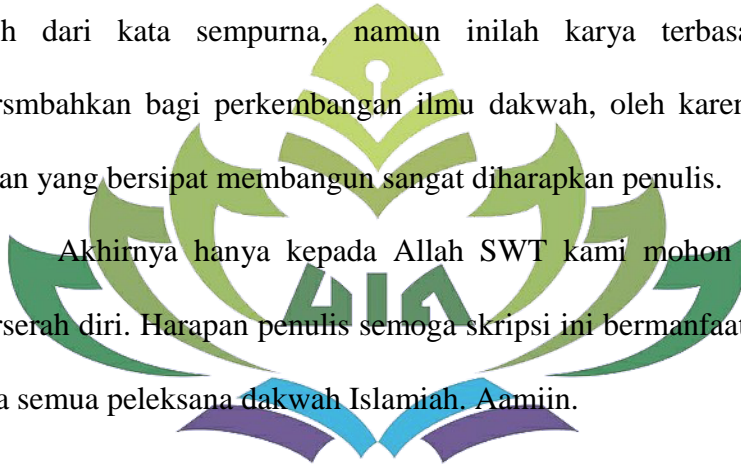 h dari kata sempurna, namun inilah karya terbasa
rsmbahkan bagi perkembangan ilmu dakwah, oleh karen
an yang bersipat membangun sangat diharapkan penulis.
Akhirnya hanya kepada Allah SWT kami mohon
rserah diri. Harapan penulis semoga skripsi ini bermanfaat
a semua peleksana dakwah Islamiah. Aamiin.